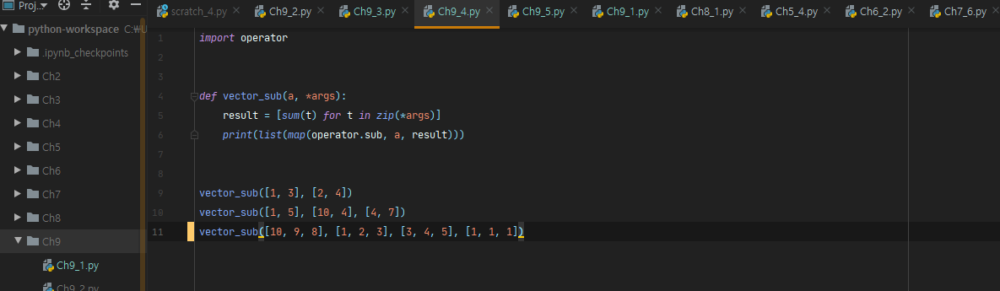 Proj..
scratch_4.py Ch9_2.py Ch9_3.py Ch9_4.py Ch9_5.py Ch9_1.py Ch8_1.py Ch5_4.py Ch6_2.py Ch7_6.py
python-workspace C:₩U
.ipynb_checkpoints
Ch2
Ch3
Ch4
Ch5
Ch6
Ch7
Ch8
Ch9
Ch9_1.py
Ch9_2.py
1 import operator
2
3
4 def vector_sub(a, *args):
5 result = [sum(t) for t in zip(*args)]
6 print(list(map(operator.sub, a, result)))
7
8
9 vector_sub([1, 3], [2, 4])
10 vector_sub([1, 5], [10, 4], [4, 7])
11 vector_sub([10, 9, 8], [1, 2, 3], [3, 4, 5], [1, 1, 1])